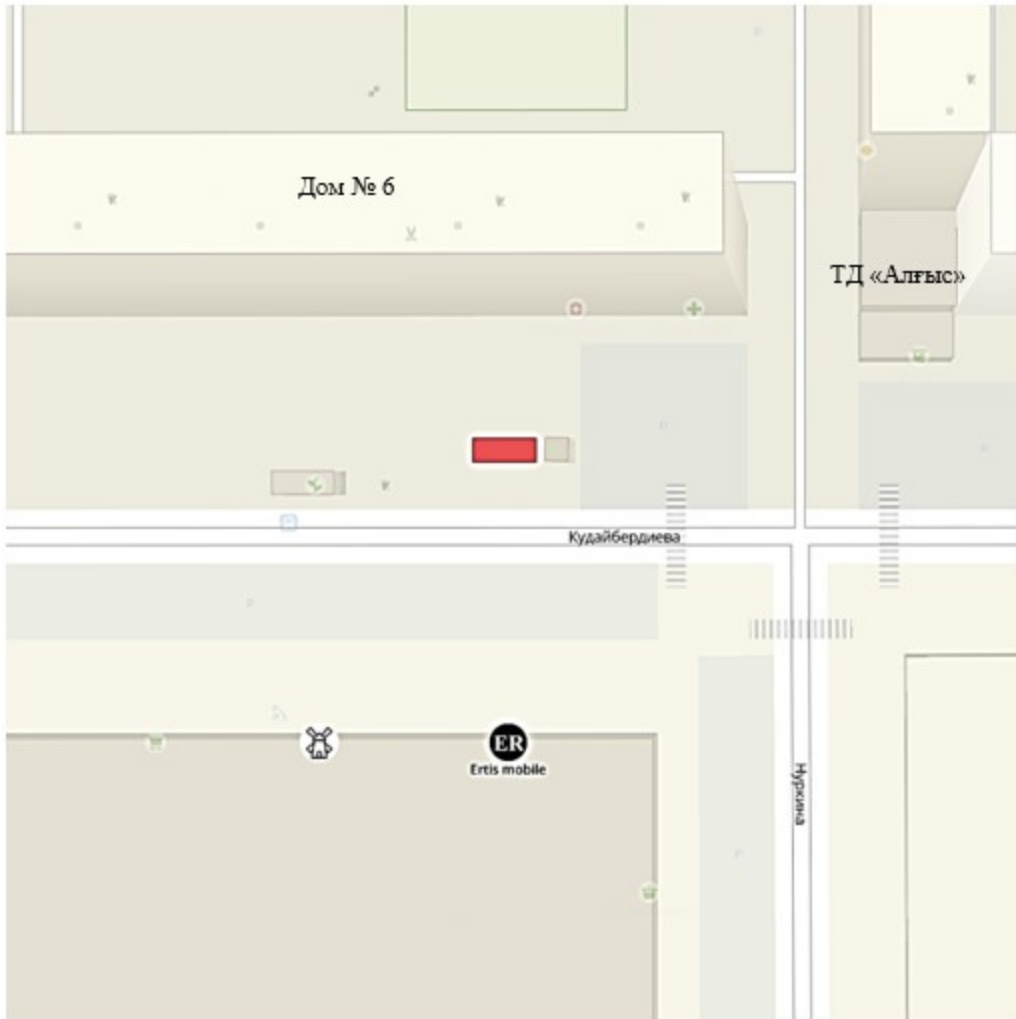 Дом № 6
ТД «Алғыс»
Кудайбердиева
ER
Ertis mobile
Нуркина